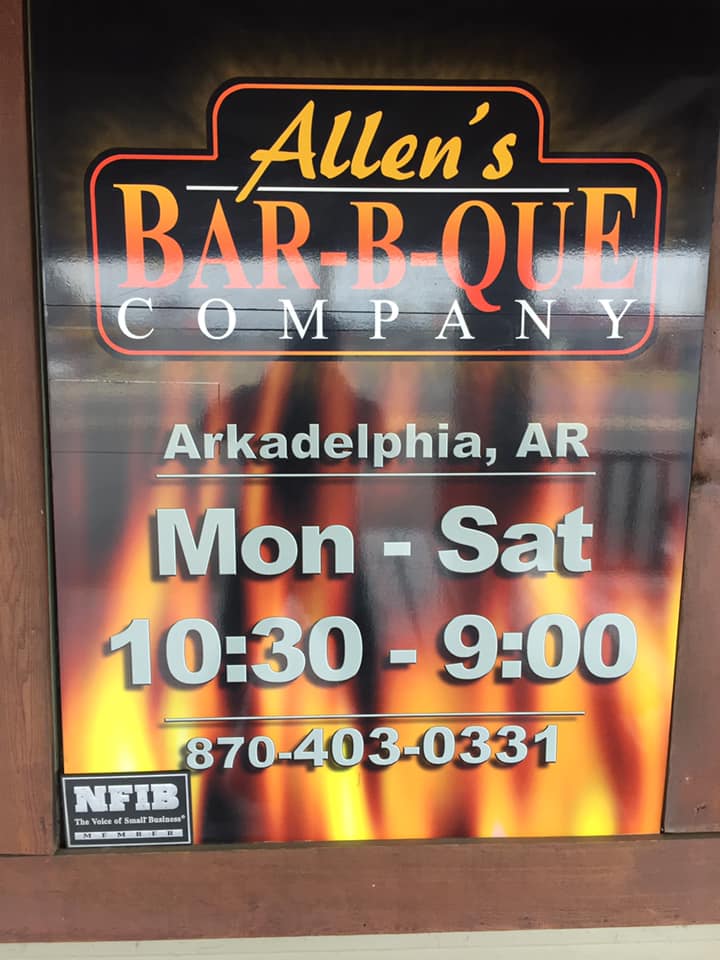 Allen's
BAR-B-QUE
COMPANY
Arkadelphia, AR
Mon - Sat
10:30 - 9:00
870-403-0331
NFIB
The Voice of Small Business®
MEMBER